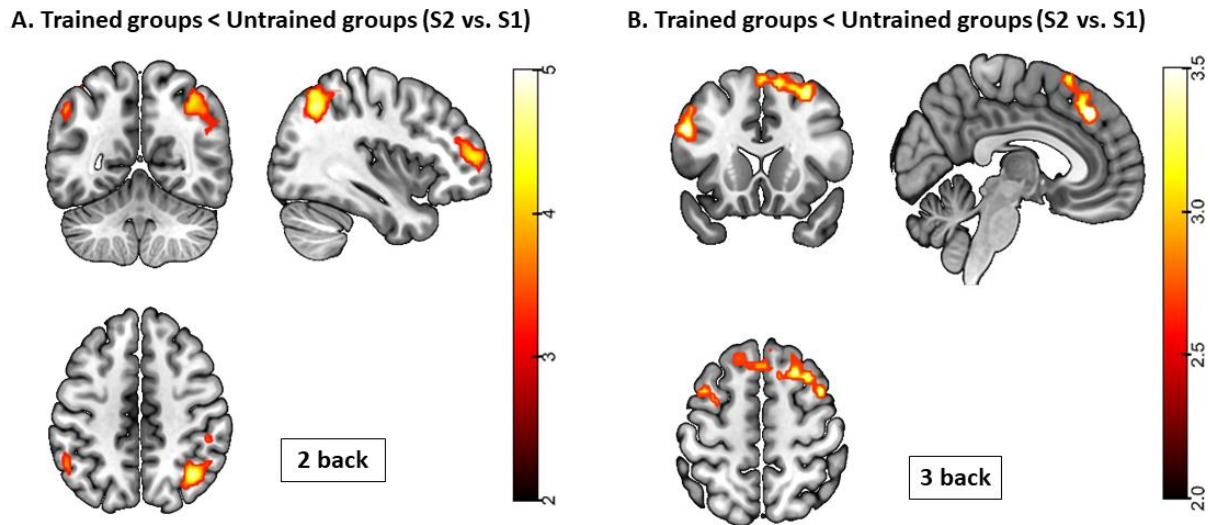 A. Trained groups < Untrained groups (S2 vs. S1)
B. Trained groups < Untrained groups (S2 vs. S1)
5
4
3
2
3.5
3.0
2.5
2.0
2 back
3 back